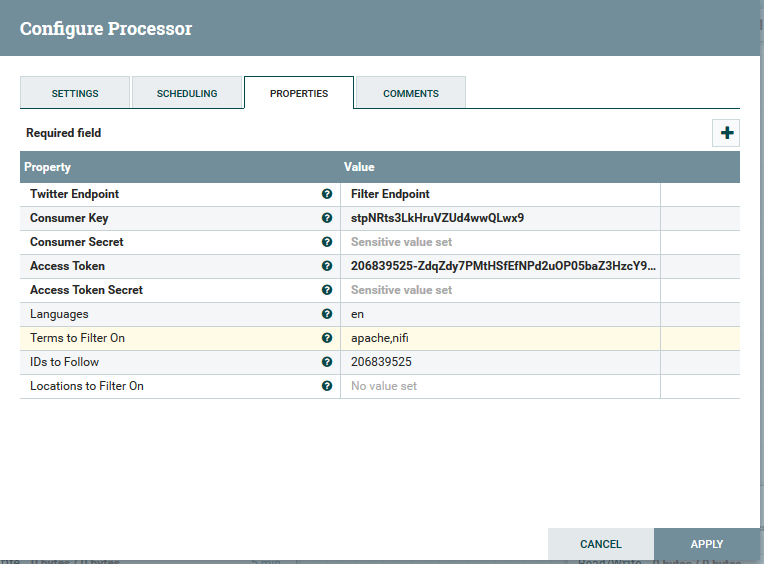 Configure Processor
SETTINGS SCHEDULING PROPERTIES COMMENTS
Required field
Property Value
Twitter Endpoint Filter Endpoint
Consumer Key stpNRts3LkHruVZUd4wwQLwx9
Consumer Secret Sensitive value set
Access Token 206839525-ZdqZdy7PMtHSfEfNPd2uOP05baZ3HzcY9...
Access Token Secret Sensitive value set
Languages en
Terms to Filter On apache,nifi
IDs to Follow 206839525
Locations to Filter On No value set
CANCEL APPLY